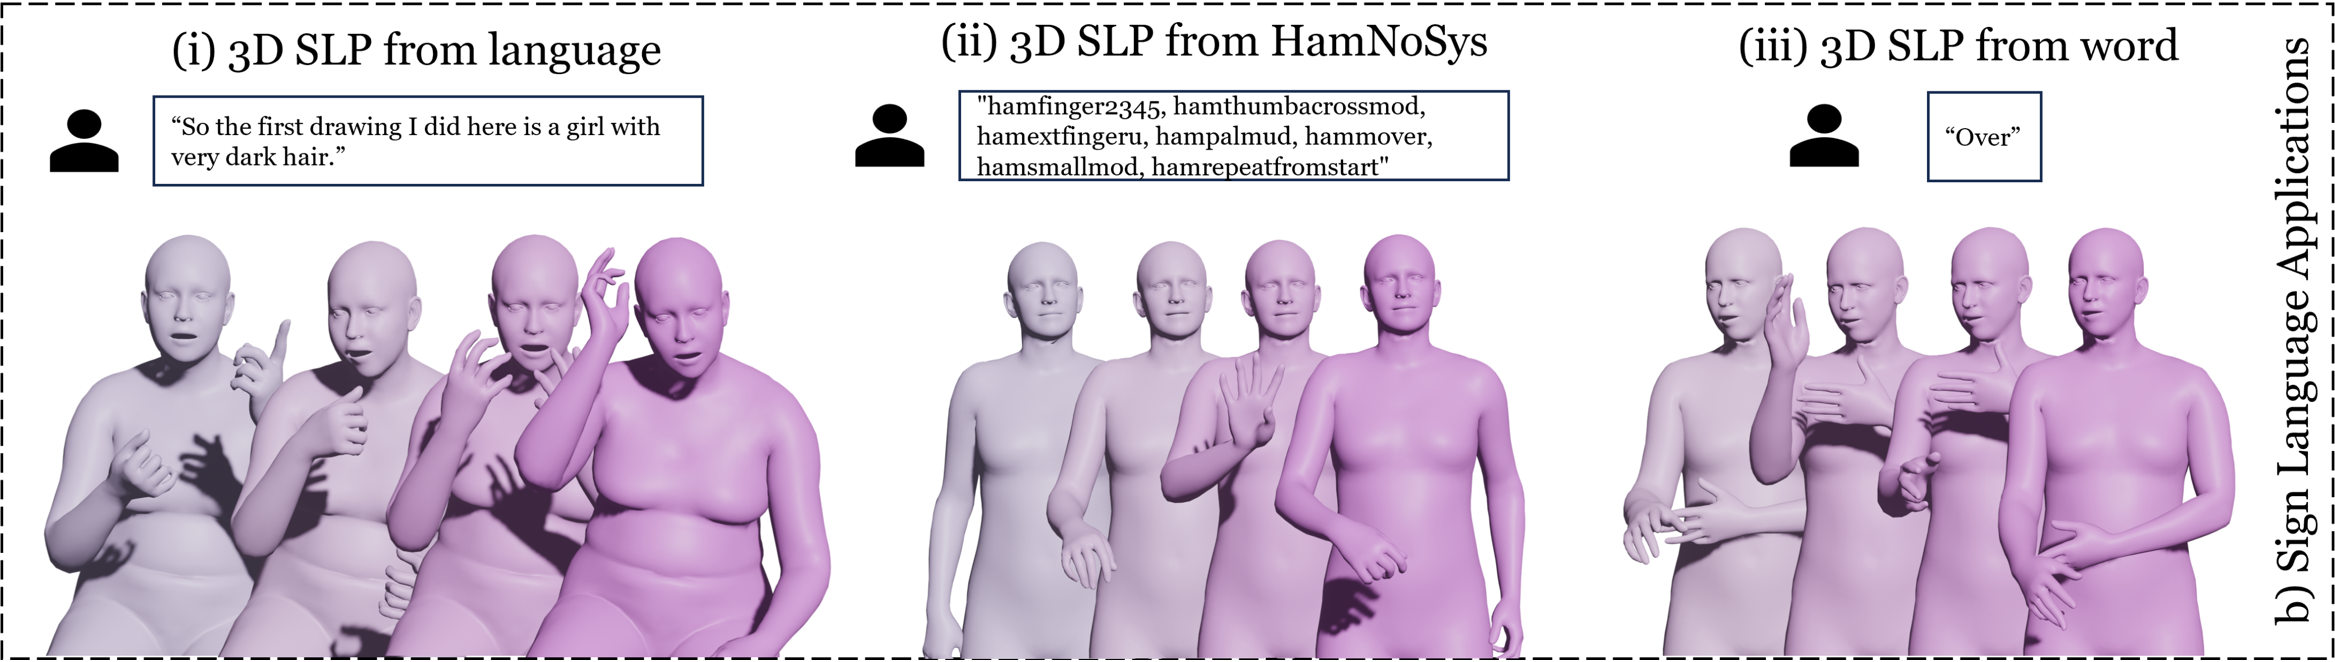 (i) 3D SLP from language
“So the first drawing I did here is a girl with
very dark hair.”
(ii) 3D SLP from HamNoSys
"hamfinger2345, hamthumbacrossmod,
hamextfingeru, hampalmud, hammover,
hamsmallmod, hamrepeatfromstart"
(iii) 3D SLP from word
“Over”
b) Sign Language Applications